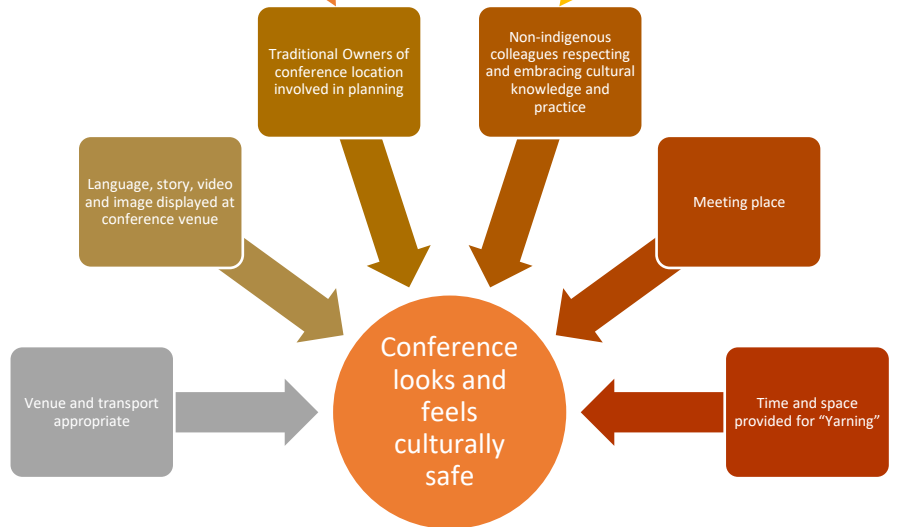 Traditional Owners of
conference location
involved in planning
Non-indigenous
colleagues respecting
and embracing cultural
knowledge and
practice
Language, story, video
and image displayed at
conference venue
Meeting place
Venue and transport
appropriate
Conference
looks and
feels
culturally
safe
Time and space
provided for “Yarning”